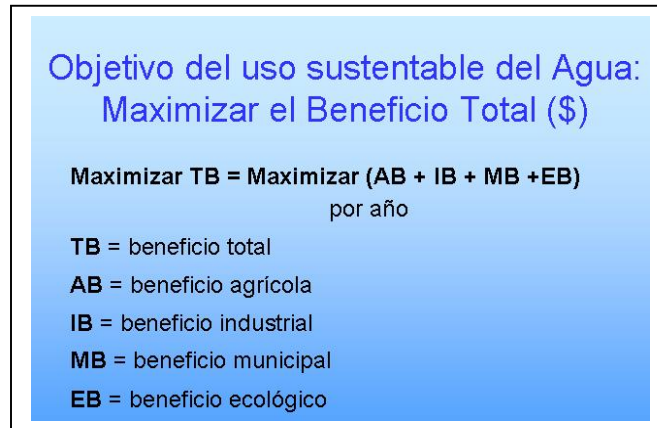 Objetivo del uso sustentable del Agua:
Maximizar el Beneficio Total ($)
Maximizar TB = Maximizar (AB + IB + MB +EB)
por año
TB = beneficio total
AB = beneficio agrícola
IB = beneficio industrial
MB = beneficio municipal
EB = beneficio ecológico